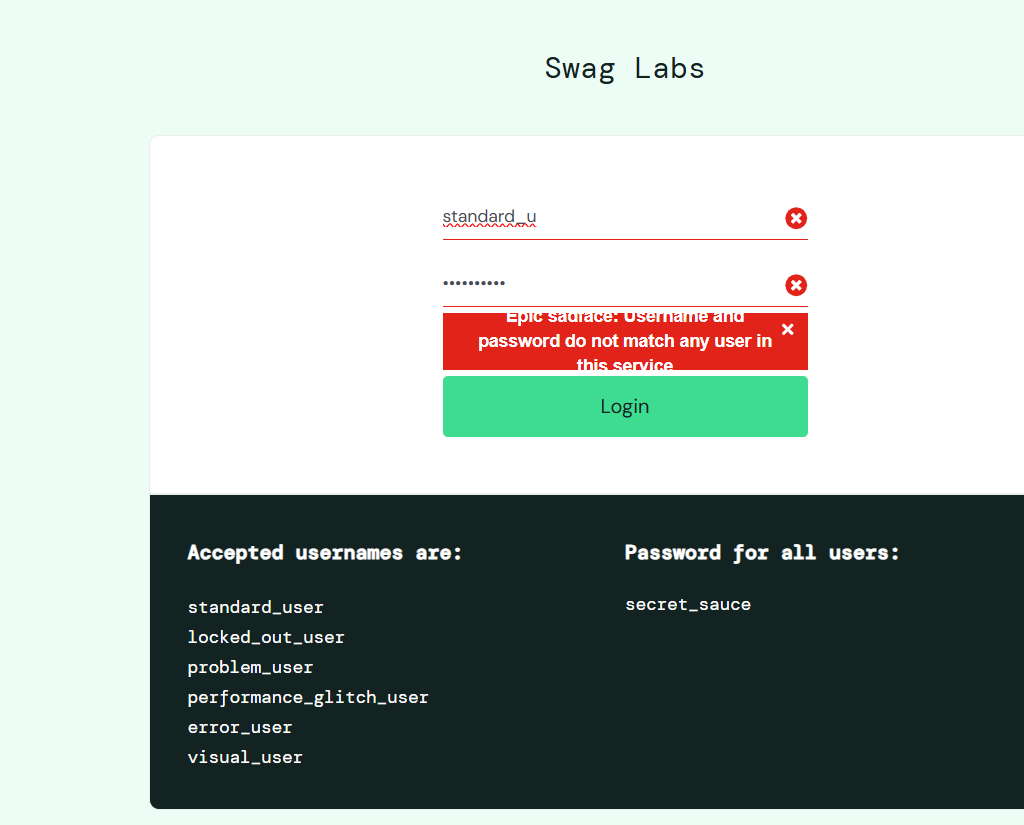 Swag Labs
standard_u
••••••••••
Epic sadface: Username and
password do not match any user in
this service
Login
Accepted usernames are:
Password for all users:
standard_user
secret_sauce
locked_out_user
problem_user
performance_glitch_user
error_user
visual_user